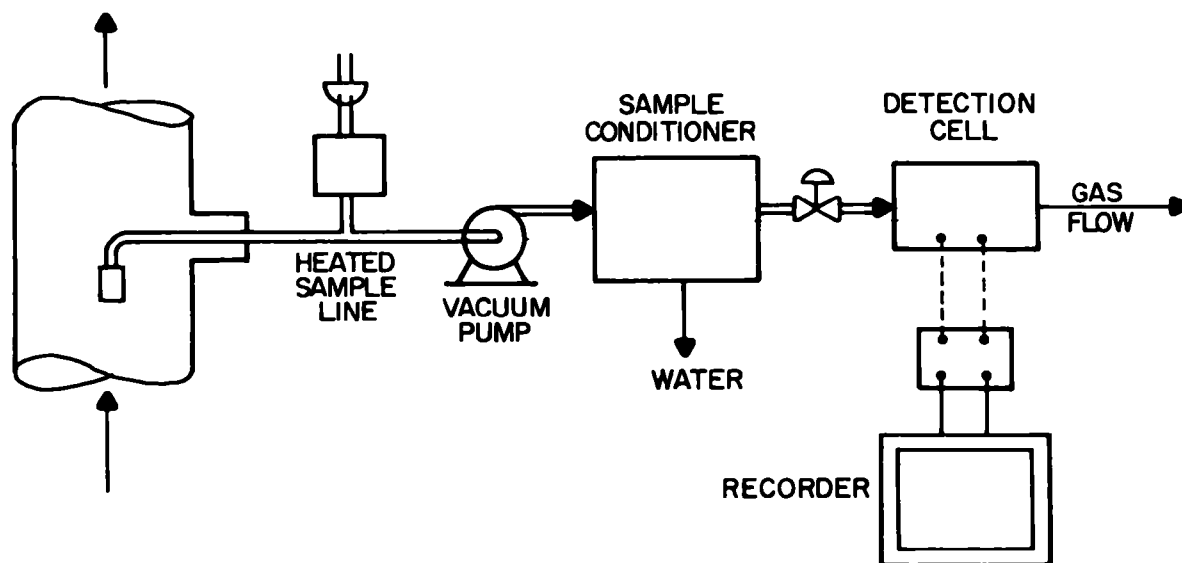 SAMPLE
CONDITIONER
DETECTION
CELL
GAS
FLOW
HEATED
SAMPLE
LINE
VACUUM
PUMP
WATER
RECORDER